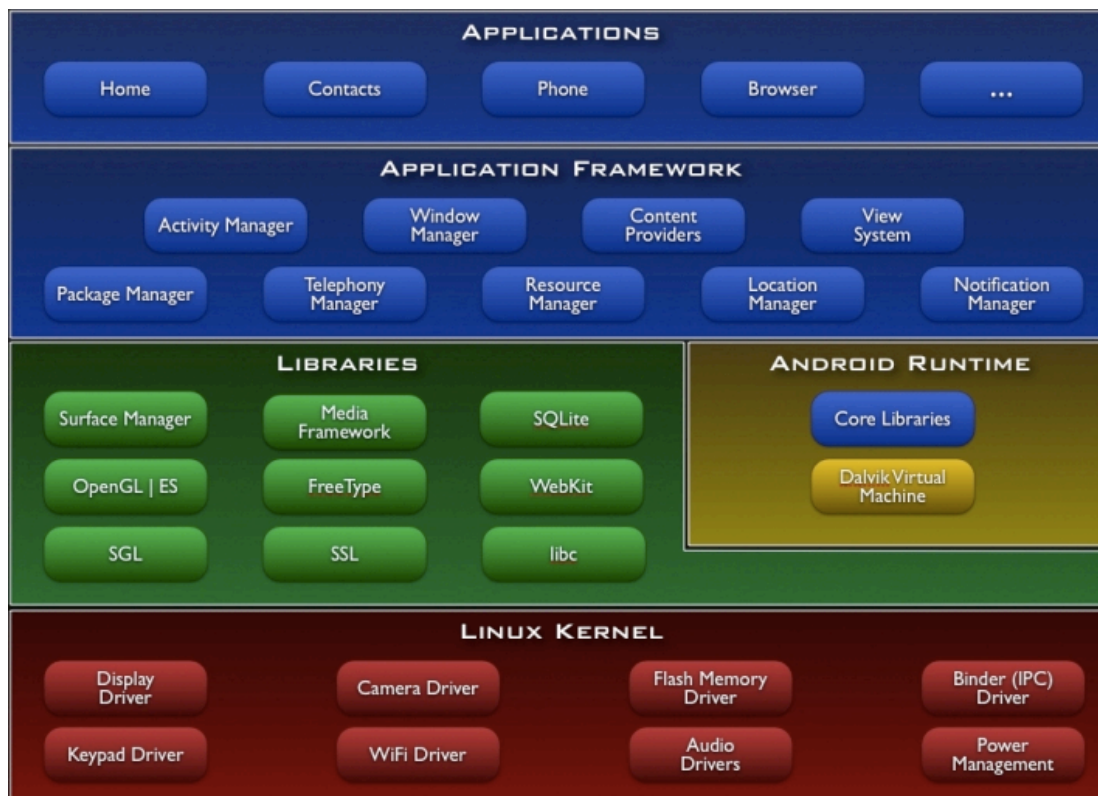 APPLICATIONS
Home
Contacts
Phone
Browser
...
APPLICATION FRAMEWORK
Activity Manager
Window
Manager
Content
Providers
View
System
Package Manager
Telephony
Manager
Resource
Manager
Location
Manager
Notification
Manager
LIBRARIES
Surface Manager
Media
Framework
SQLite
OpenGL | ES
FreeType
WebKit
SGL
SSL
libc
ANDROID RUNTIME
Core Libraries
Dalvik Virtual
Machine
LINUX KERNEL
Display
Driver
Camera Driver
Flash Memory
Driver
Binder (IPC)
Driver
Keypad Driver
WiFi Driver
Audio
Drivers
Power
Management